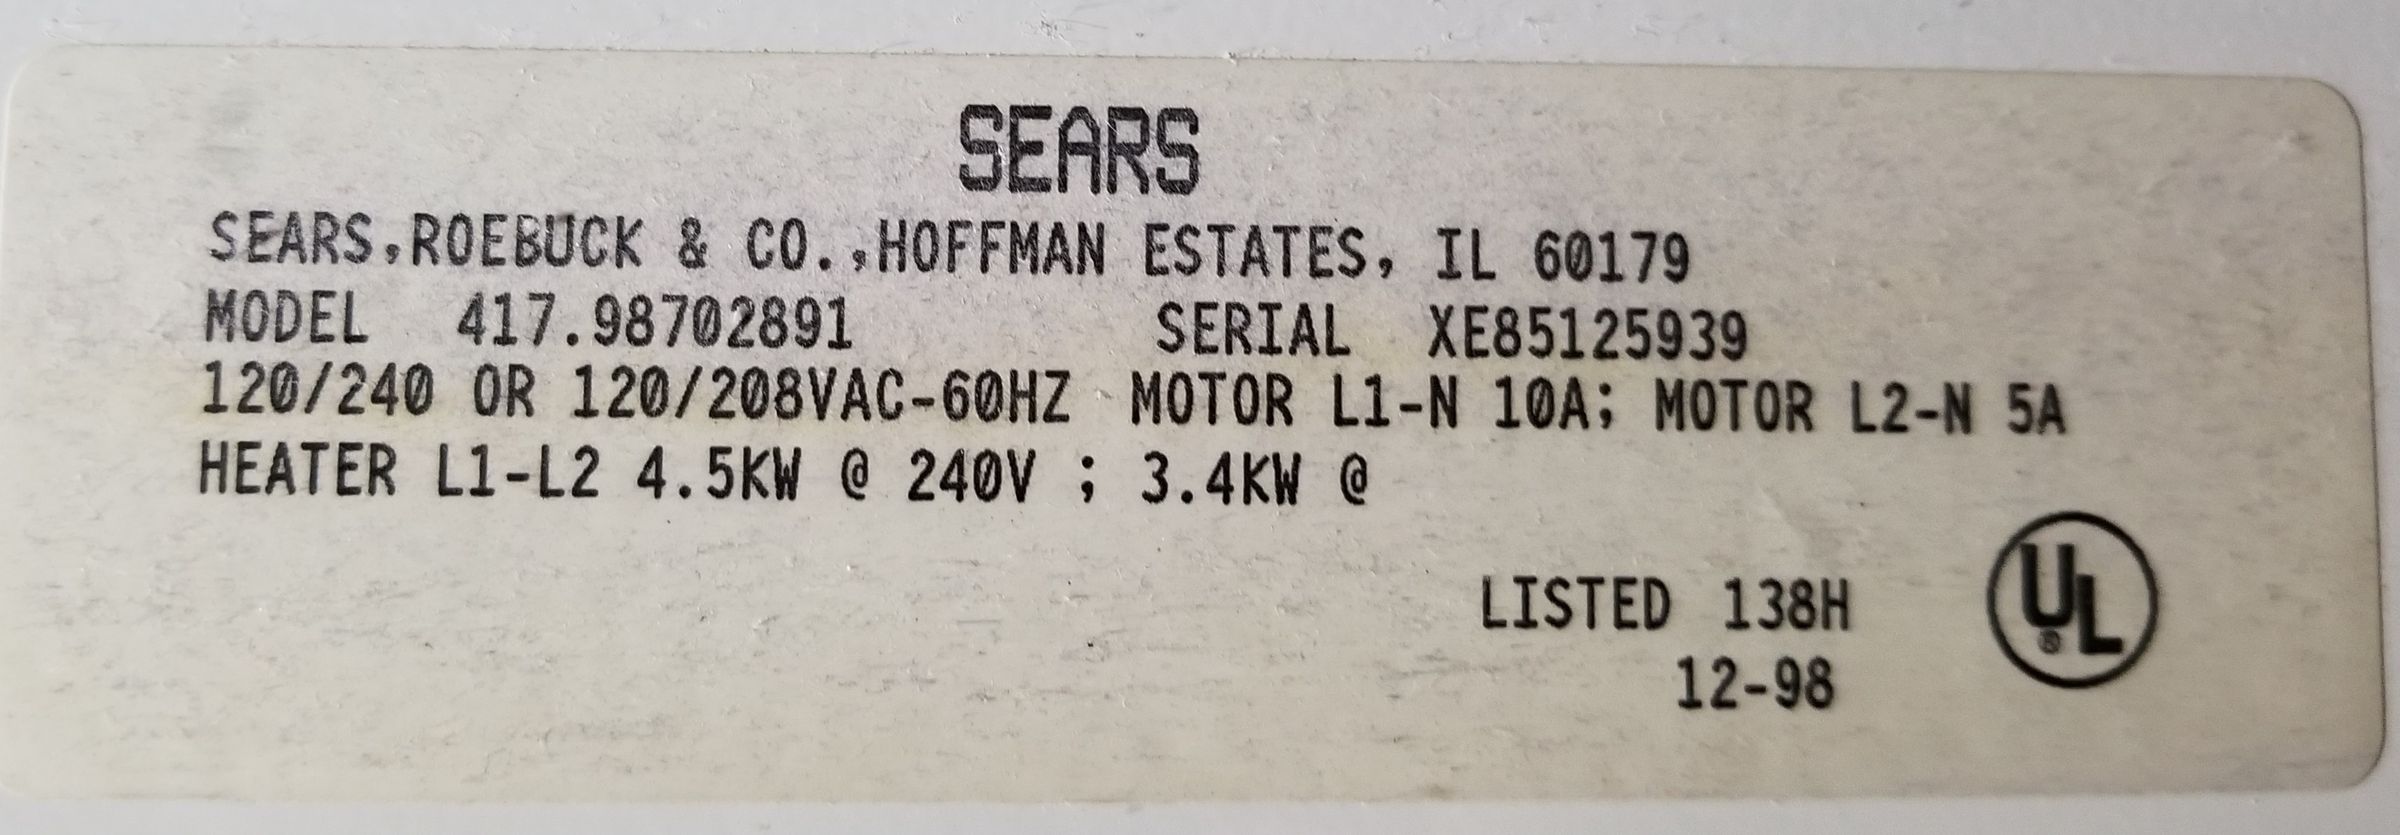 SEARS
SEARS,ROEBUCK & CO.,HOFFMAN ESTATES, IL 60179
MODEL 417.98702891 SERIAL XE85125939
120/240 OR 120/208VAC-60HZ MOTOR L1-N 10A; MOTOR L2-N 5A
HEATER L1-L2 4.5KW @ 240V ; 3.4KW @
LISTED 138H
12-98
UL®